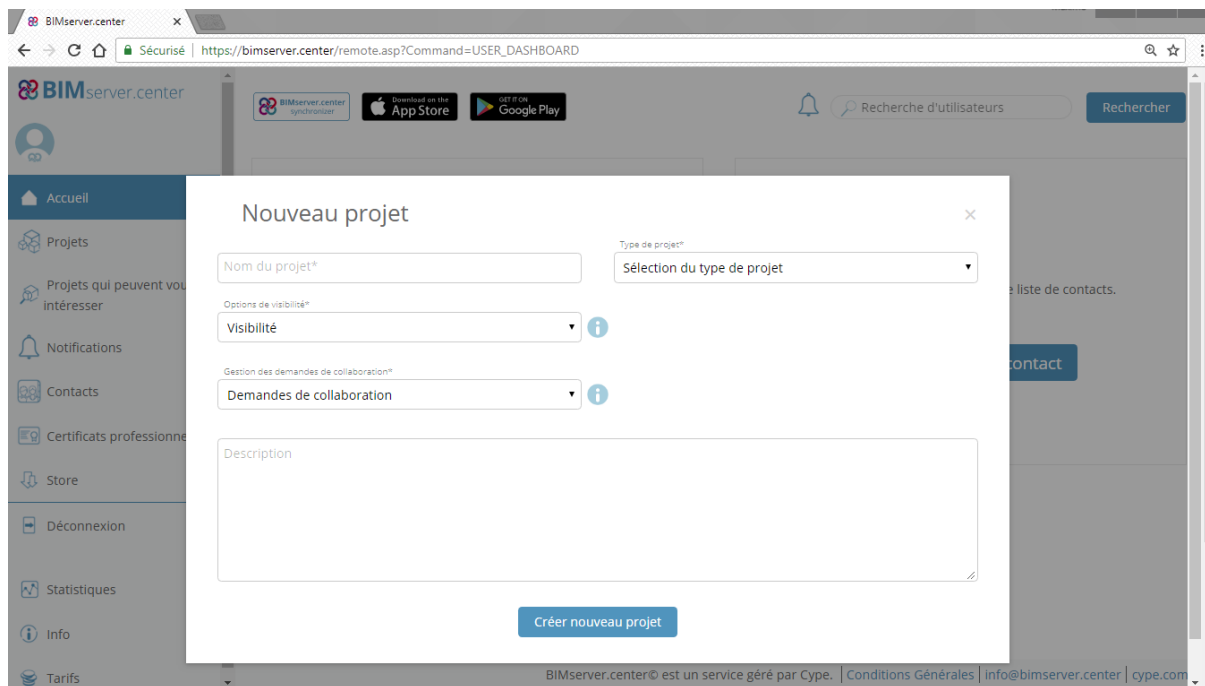 BIMserver.center
Sécurisé | https://bimserver.center/remote.asp?Command=USER_DASHBOARD
BIMserver.center
BIMserver.center
synchronizer
Download on the
App Store
GET IT ON
Google Play
Recherche d'utilisateurs
Rechercher
Accueil
Projets
Projets qui peuvent vou
intéresser
Notifications
Contacts
Certificats professionne
Store
Déconnexion
Statistiques
Info
Tarifs
Nouveau projet
×
Nom du projet*
Type de projet*
Sélection du type de projet
Options de visibilité*
Visibilité
Gestion des demandes de collaboration*
Demandes de collaboration
Description
Créer nouveau projet
liste de contacts.
contact
BIMserver.center© est un service géré par Cype. | Conditions Générales | info@bimserver.center | cype.com